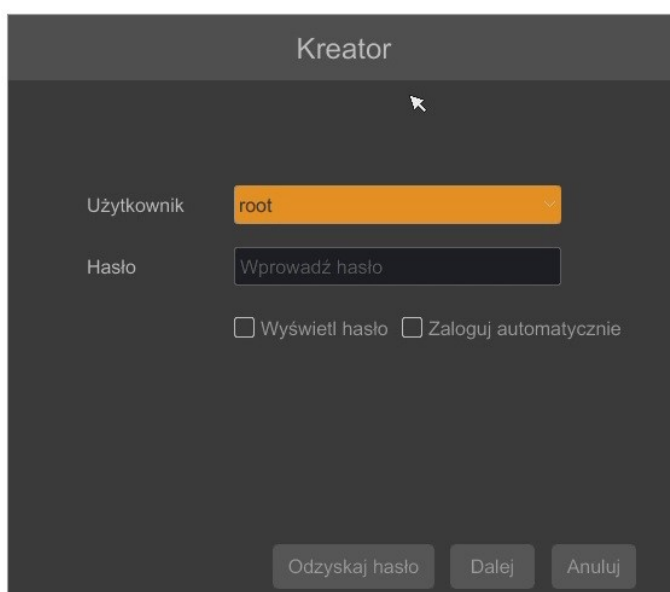 Kreator
Użytkownik root
Hasło Wprowadź hasło
Wyświetl hasło Zaloguj automatycznie
Odzyskaj hasło Dalej Anuluj